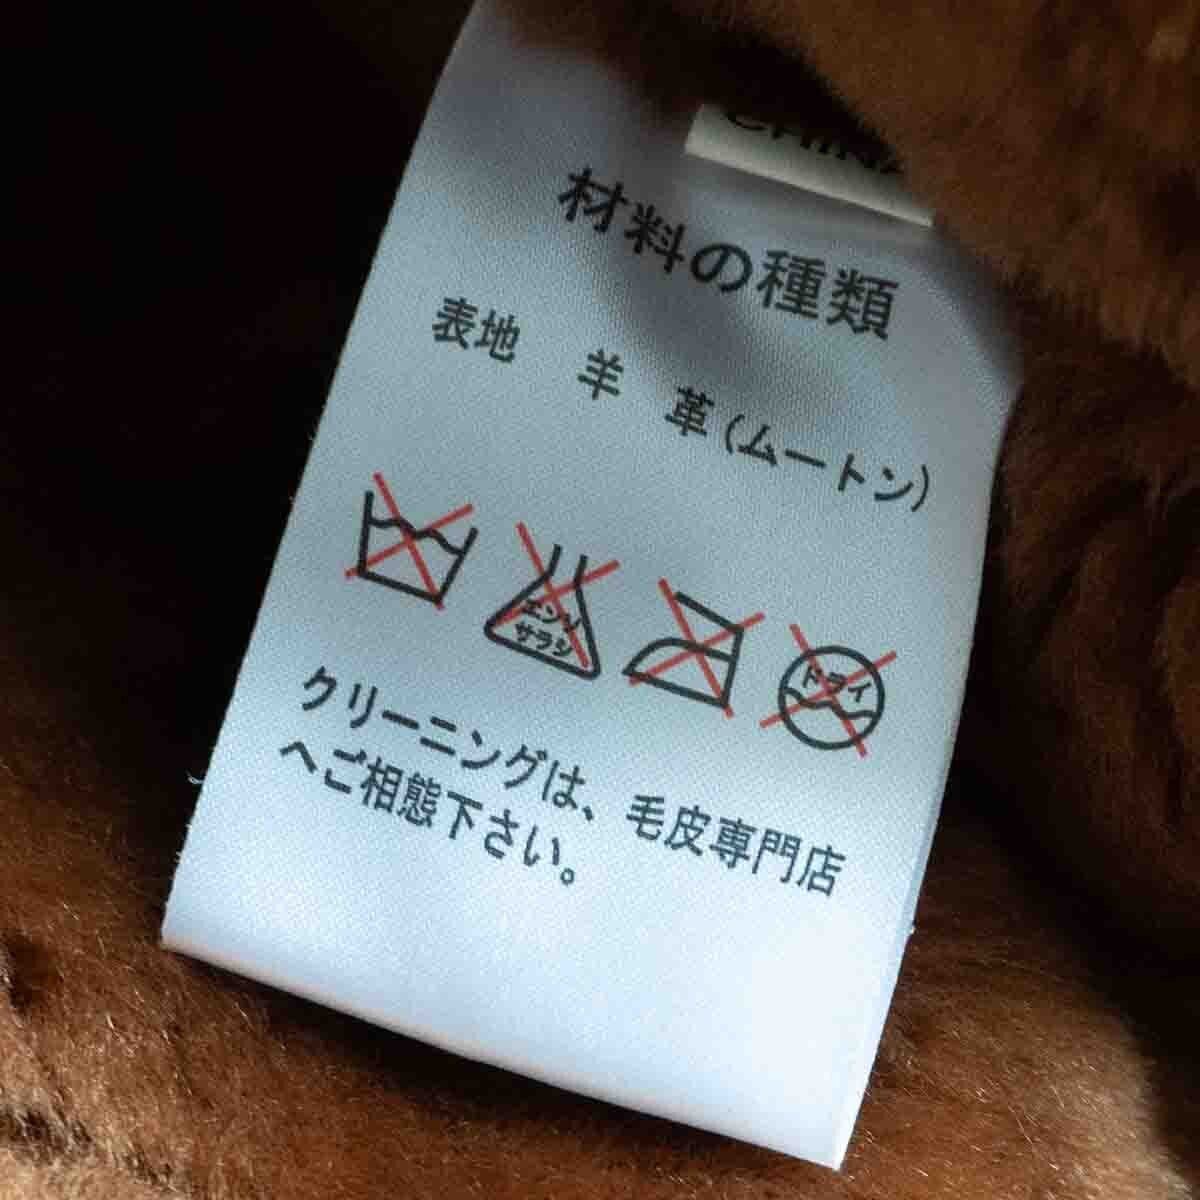 CHINA
材料の種類
表地 羊 革(ムートン)
エンソ
サラシ
ドライ
クリーニングは、毛皮専門店
へご相態下さい。